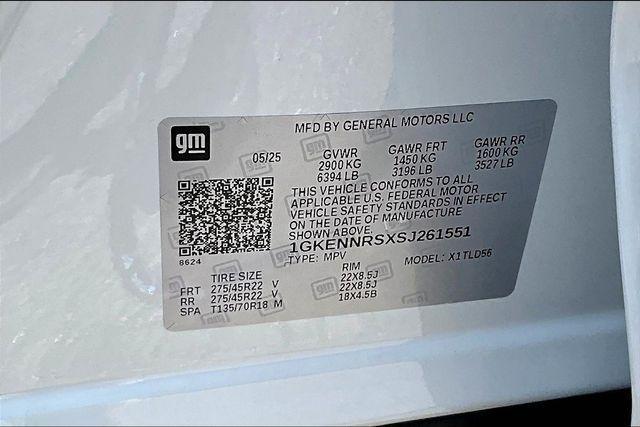 MFD BY GENERAL MOTORS LLC
gm
05/25 GVWR GAWR FRT GAWR RR
2900 KG 1450 KG 1600 KG
6394 LB 3196 LB 3527 LB
THIS VEHICLE CONFORMS TO ALL
APPLICABLE U.S. FEDERAL MOTOR
VEHICLE SAFETY STANDARDS IN EFFECT
ON THE DATE OF MANUFACTURE
SHOWN ABOVE.
1GKENNRSXSJ261551
8624
TYPE: MPV MODEL: X1TLD56
TIRE SIZE RIM
FRT 275/45R22 V 22X8.5J
RR 275/45R22 V 22X8.5J
SPA T135/70R18 M 18X4.5B